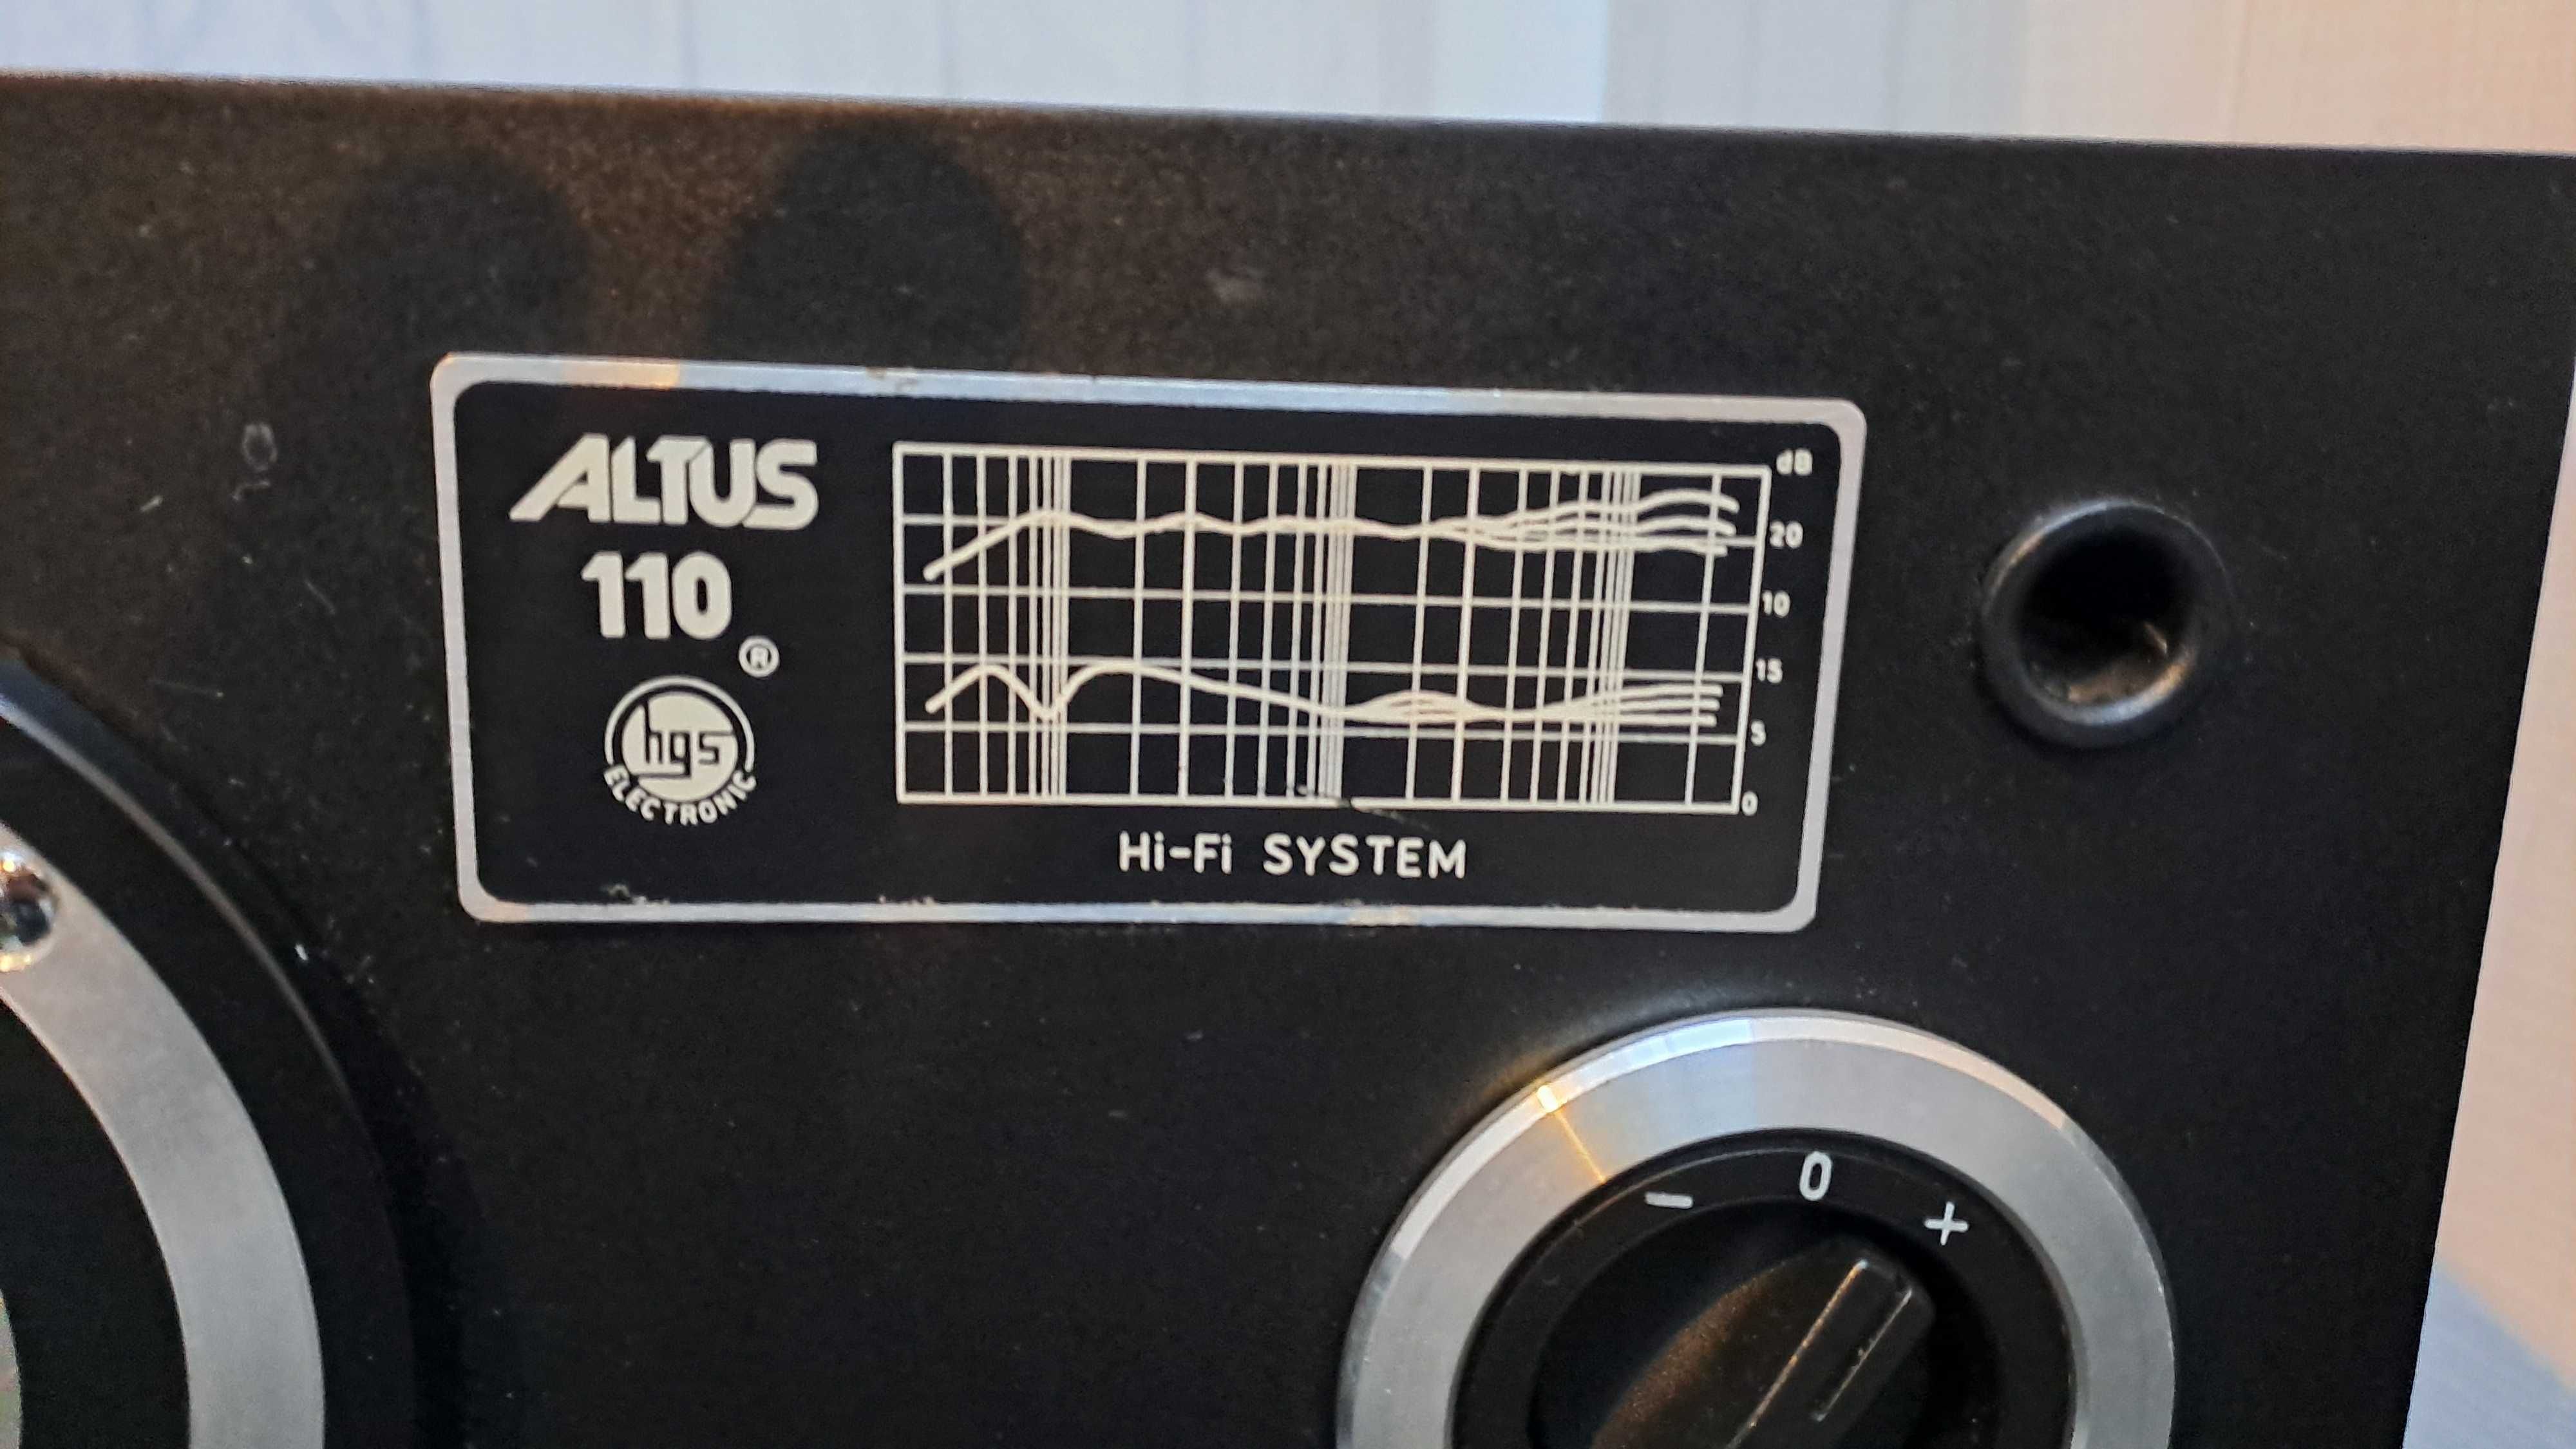 ALTUS
110
®
hgs
ELECTRONIC
dB
20
10
15
5
0
Hi-Fi SYSTEM
- 0 +